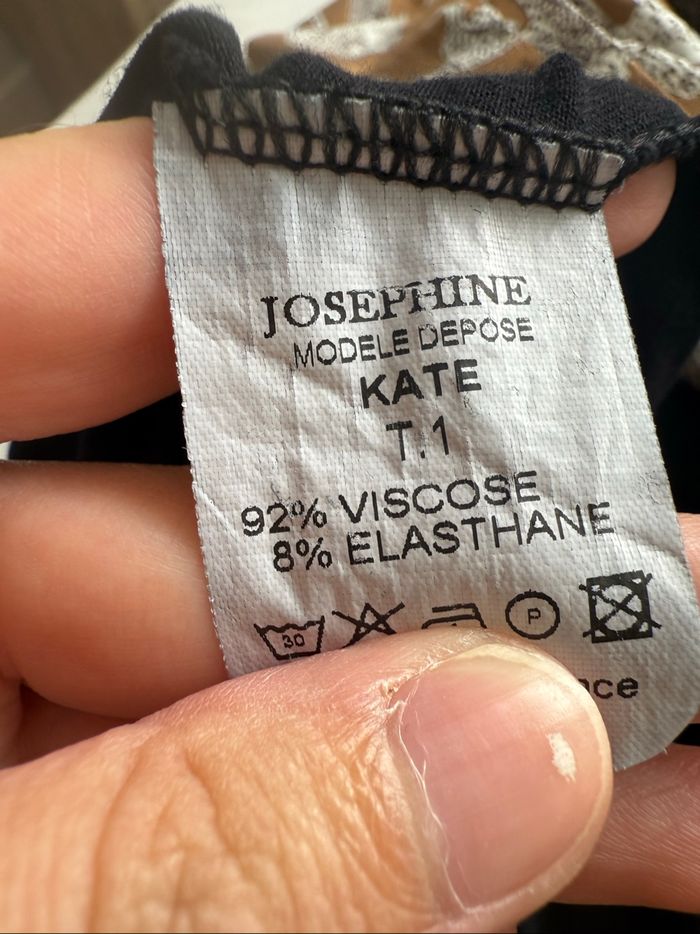 JOSEPHINE
MODELE DEPOSE
KATE
T.1
92% VISCOSE
8% ELASTHANE
30 P